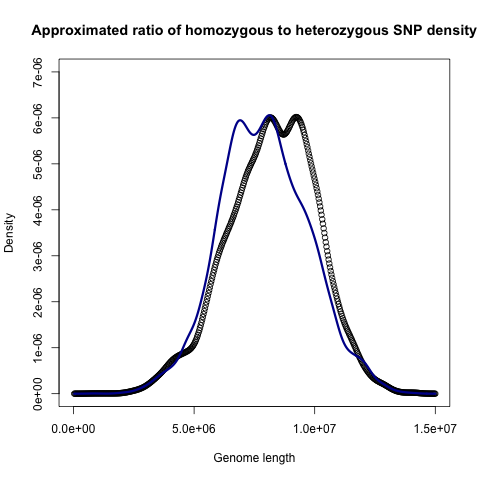 Approximated ratio of homozygous to heterozygous SNP density
7e-06
6e-06
5e-06
4e-06
3e-06
2e-06
1e-06
0e+00
Density
0.0e+00 5.0e+06 1.0e+07 1.5e+07
Genome length